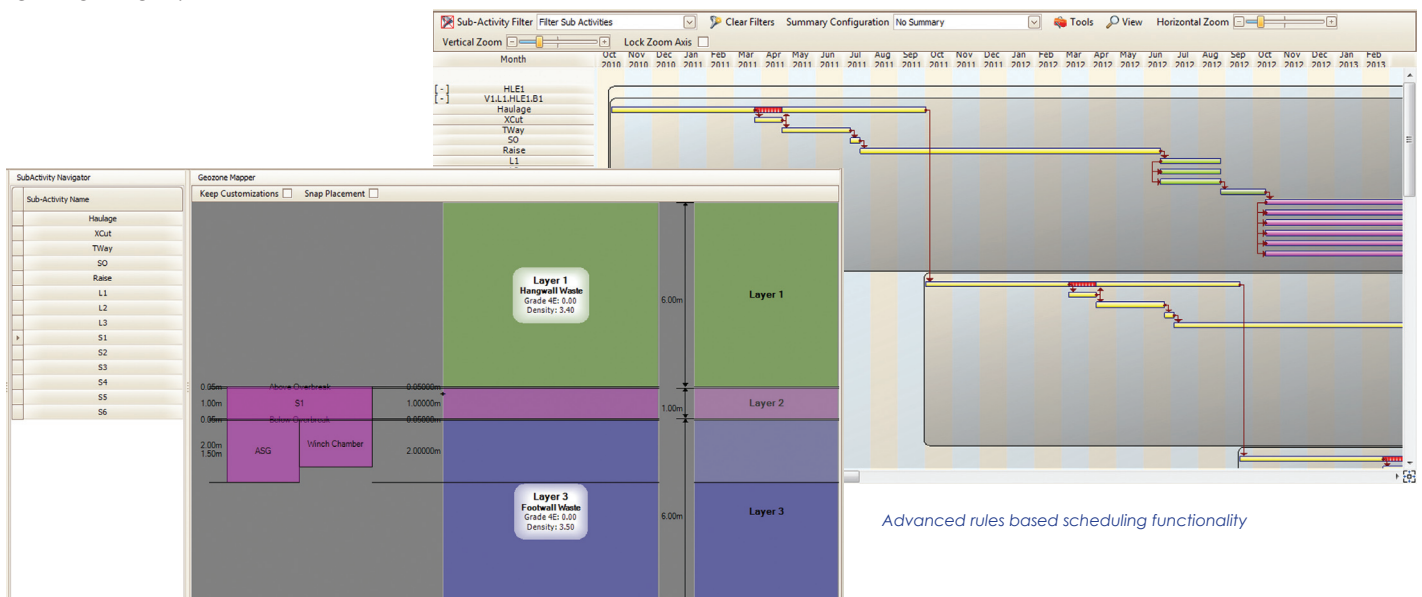 Sub-Activity Filter Filter Sub Activities Clear Filters Summary Configuration No Summary Tools View Horizontal Zoom
Vertical Zoom Lock Zoom Axis
Month Oct Nov Dec Jan Feb Mar Apr May Jun Jul Aug Sep Oct Nov Dec Jan Feb Mar Apr May Jun Jul Aug Sep Oct Nov Dec Jan Feb
2010 2010 2010 2011 2011 2011 2011 2011 2011 2011 2011 2011 2011 2011 2011 2012 2012 2012 2012 2012 2012 2012 2012 2012 2012 2012 2012 2013 2013
[-] HLE1
[-] V1.L1.HLE1.B1
Haulage
XCut
TWay
SO
Raise
L1
SubActivity Navigator
Sub-Activity Name
Haulage
XCut
TWay
SO
Raise
L1
L2
L3
S1
S2
S3
S4
S5
S6
Geozone Mapper
Keep Customizations Snap Placement
Layer 1
Hangwall Waste
Grade 4E: 0.00
Density: 3.40
6.00m
Layer 1
0.05m Above Overbreak 0.05000m
1.00m S1 1.00000m
1.00m
Layer 2
0.05m Below Overbreak 0.05000m
2.00m
1.50m
ASG
Winch Chamber
2.00000m
Layer 3
Footwall Waste
Grade 4E: 0.00
Density: 3.50
6.00m
Layer 3
Advanced rules based scheduling functionality